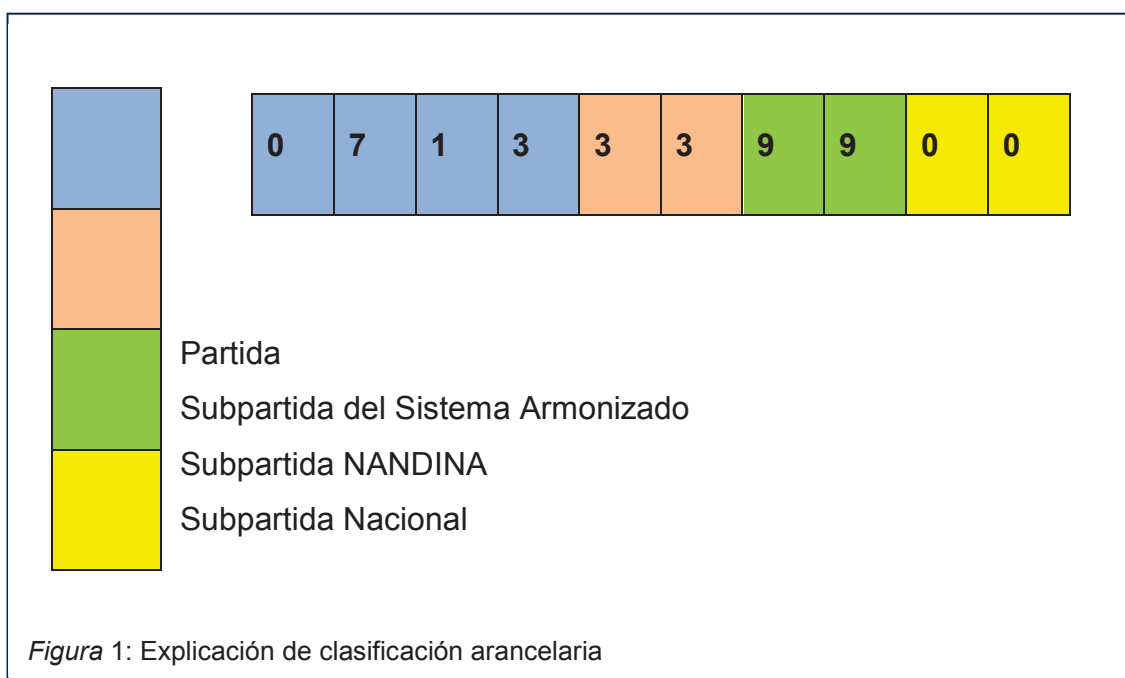 0 7 1 3 3 3 9 9 0 0
Partida
Subpartida del Sistema Armonizado
Subpartida NANDINA
Subpartida Nacional
Figura 1: Explicación de clasificación arancelaria